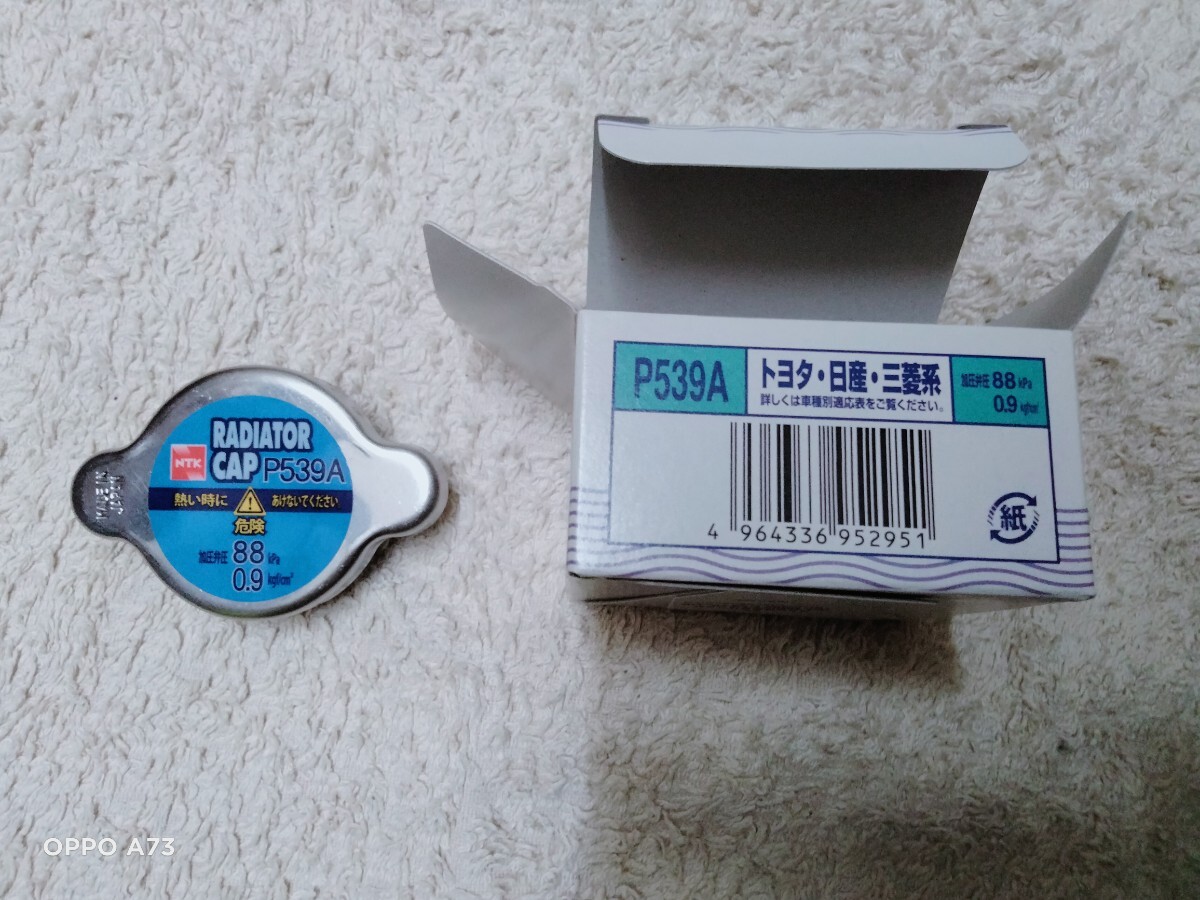 RADIATOR
CAP P539A
NTK
MADE IN
JAPAN
熱い時に あけないでください
危険
加圧弁圧 88 kPa
0.9 kgf/cm²
P539A
トヨタ・日産・三菱系
詳しくは車種別適応表をご覧ください。
加圧弁圧 88 kPa
0.9 kgf/cm²
4 964336 952951
紙
OPPO A73